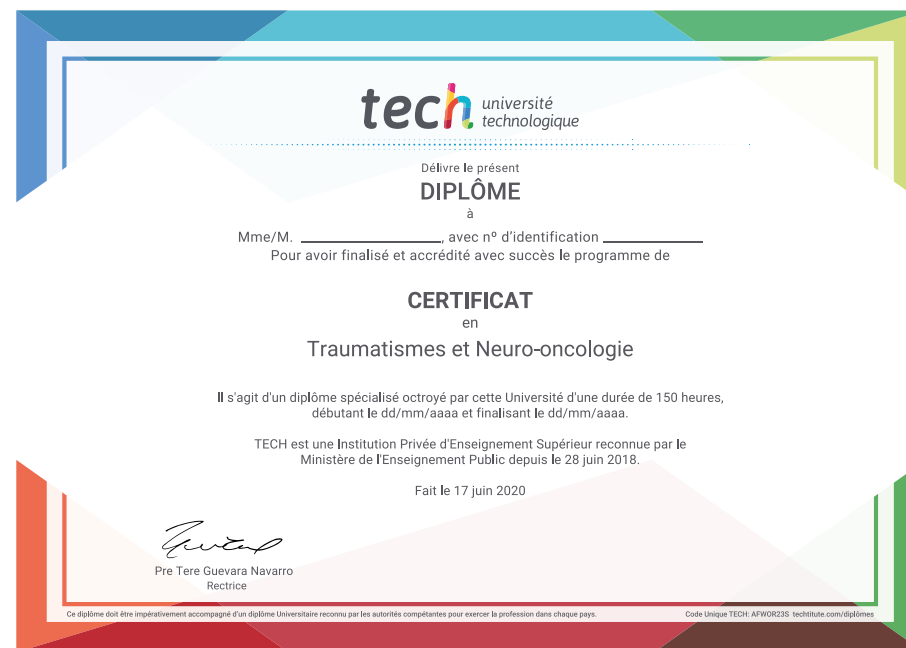 tech université
technologique
Délivre le présent
DIPLÔME
à
Mme/M. ____________________, avec nº d'identification ______________
Pour avoir finalisé et accrédité avec succès le programme de
CERTIFICAT
en
Traumatismes et Neuro-oncologie
Il s'agit d'un diplôme spécialisé octroyé par cette Université d'une durée de 150 heures,
débutant le dd/mm/aaaa et finalisant le dd/mm/aaaa.
TECH est une Institution Privée d'Enseignement Supérieur reconnue par le
Ministère de l'Enseignement Public depuis le 28 juin 2018.
Fait le 17 juin 2020
Pre Tere Guevara Navarro
Rectrice
Ce diplôme doit être impérativement accompagné d'un diplôme Universitaire reconnu par les autorités compétantes pour exercer la profession dans chaque pays. Code Unique TECH: AFWOR23S techtitute.com/diplômes